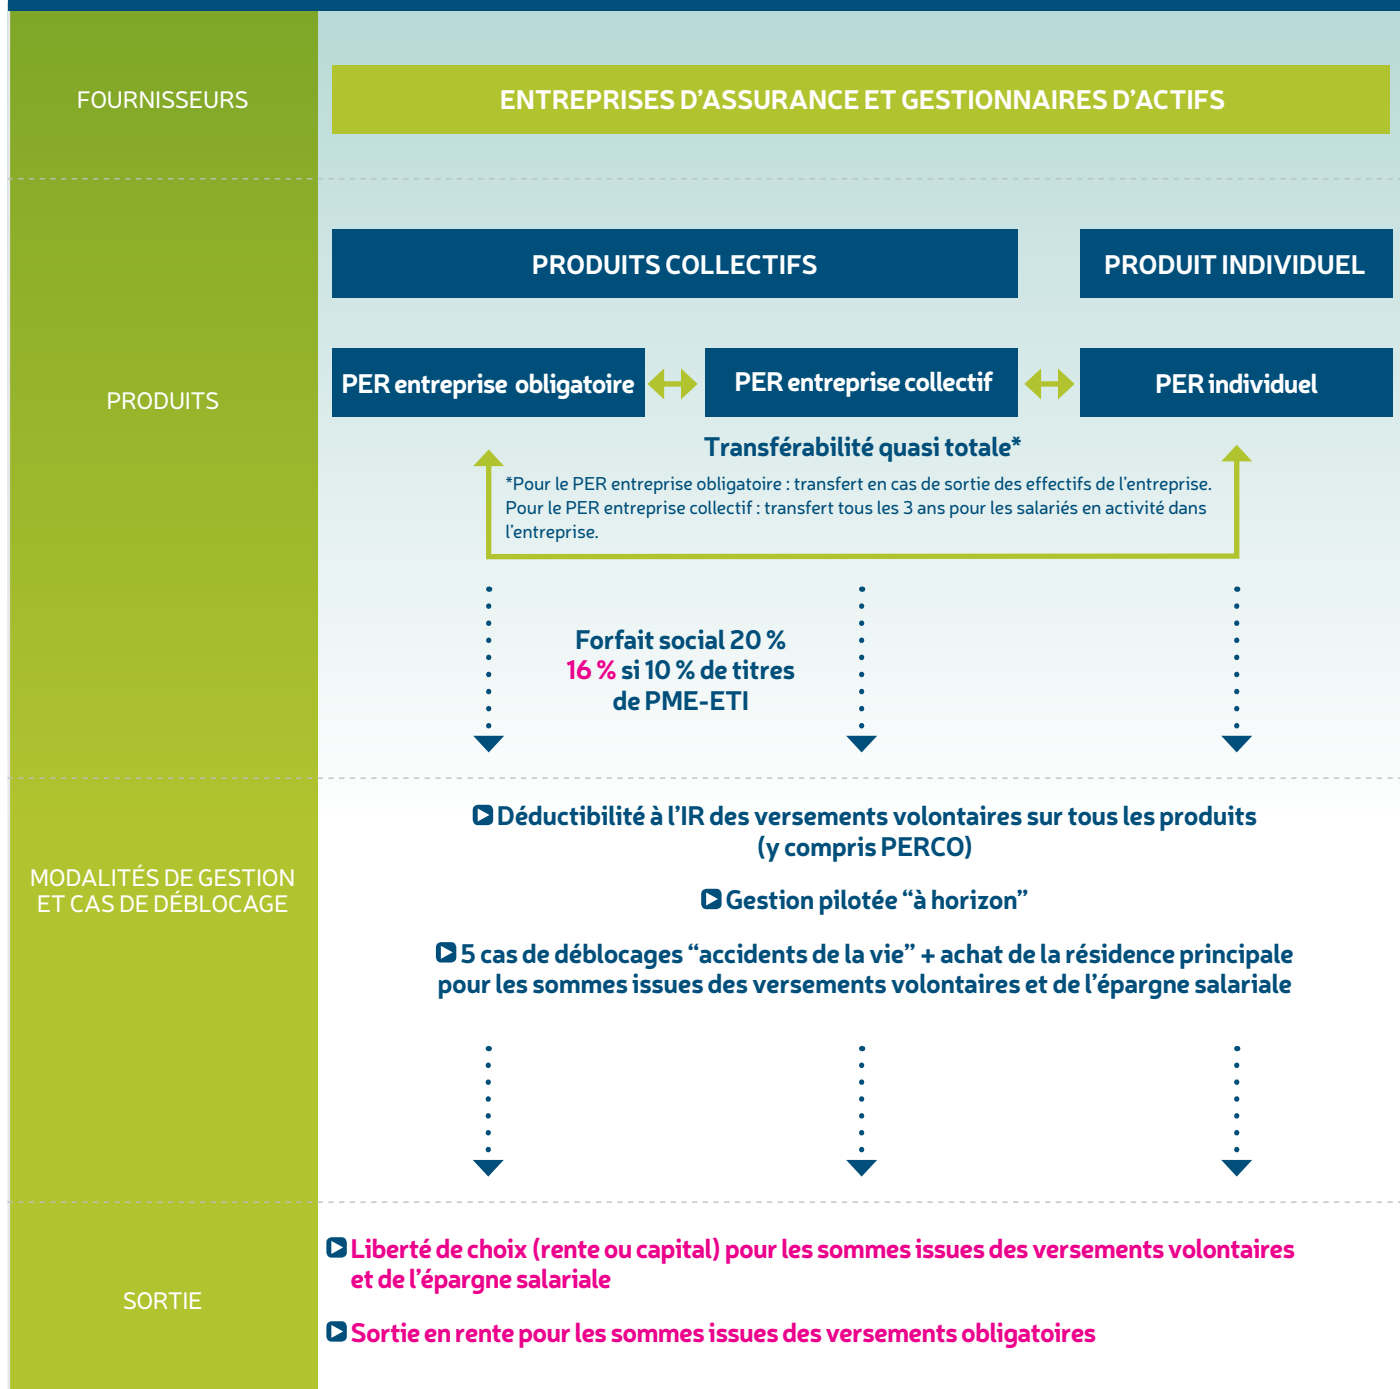 FOURNISSEURS
ENTREPRISES D’ASSURANCE ET GESTIONNAIRES D’ACTIFS
PRODUITS
PRODUITS COLLECTIFS
PRODUIT INDIVIDUEL
PER entreprise obligatoire
PER entreprise collectif
PER individuel
Transférabilité quasi totale*
*Pour le PER entreprise obligatoire : transfert en cas de sortie des effectifs de l’entreprise.
Pour le PER entreprise collectif : transfert tous les 3 ans pour les salariés en activité dans
l’entreprise.
Forfait social 20 %
16 % si 10 % de titres
de PME-ETI
MODALITÉS DE GESTION
ET CAS DE DÉBLOCAGE
Déductibilité à l’IR des versements volontaires sur tous les produits
(y compris PERCO)
Gestion pilotée “à horizon”
5 cas de déblocages “accidents de la vie” + achat de la résidence principale
pour les sommes issues des versements volontaires et de l’épargne salariale
SORTIE
Liberté de choix (rente ou capital) pour les sommes issues des versements volontaires
et de l’épargne salariale
Sortie en rente pour les sommes issues des versements obligatoires